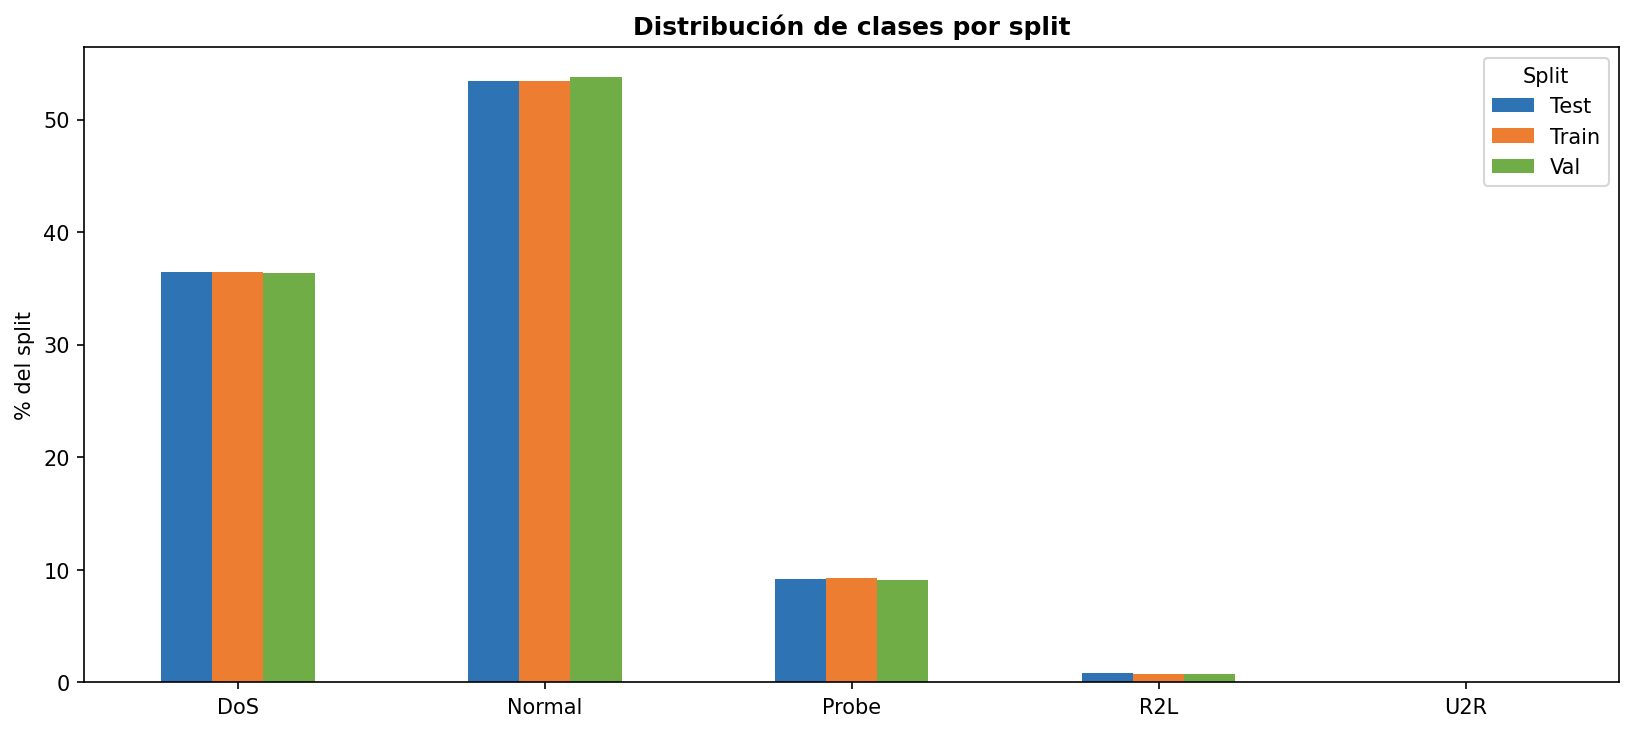 Distribución de clases por split
Split
Test
Train
Val
% del split
50
40
30
20
10
0
DoS
Normal
Probe
R2L
U2R